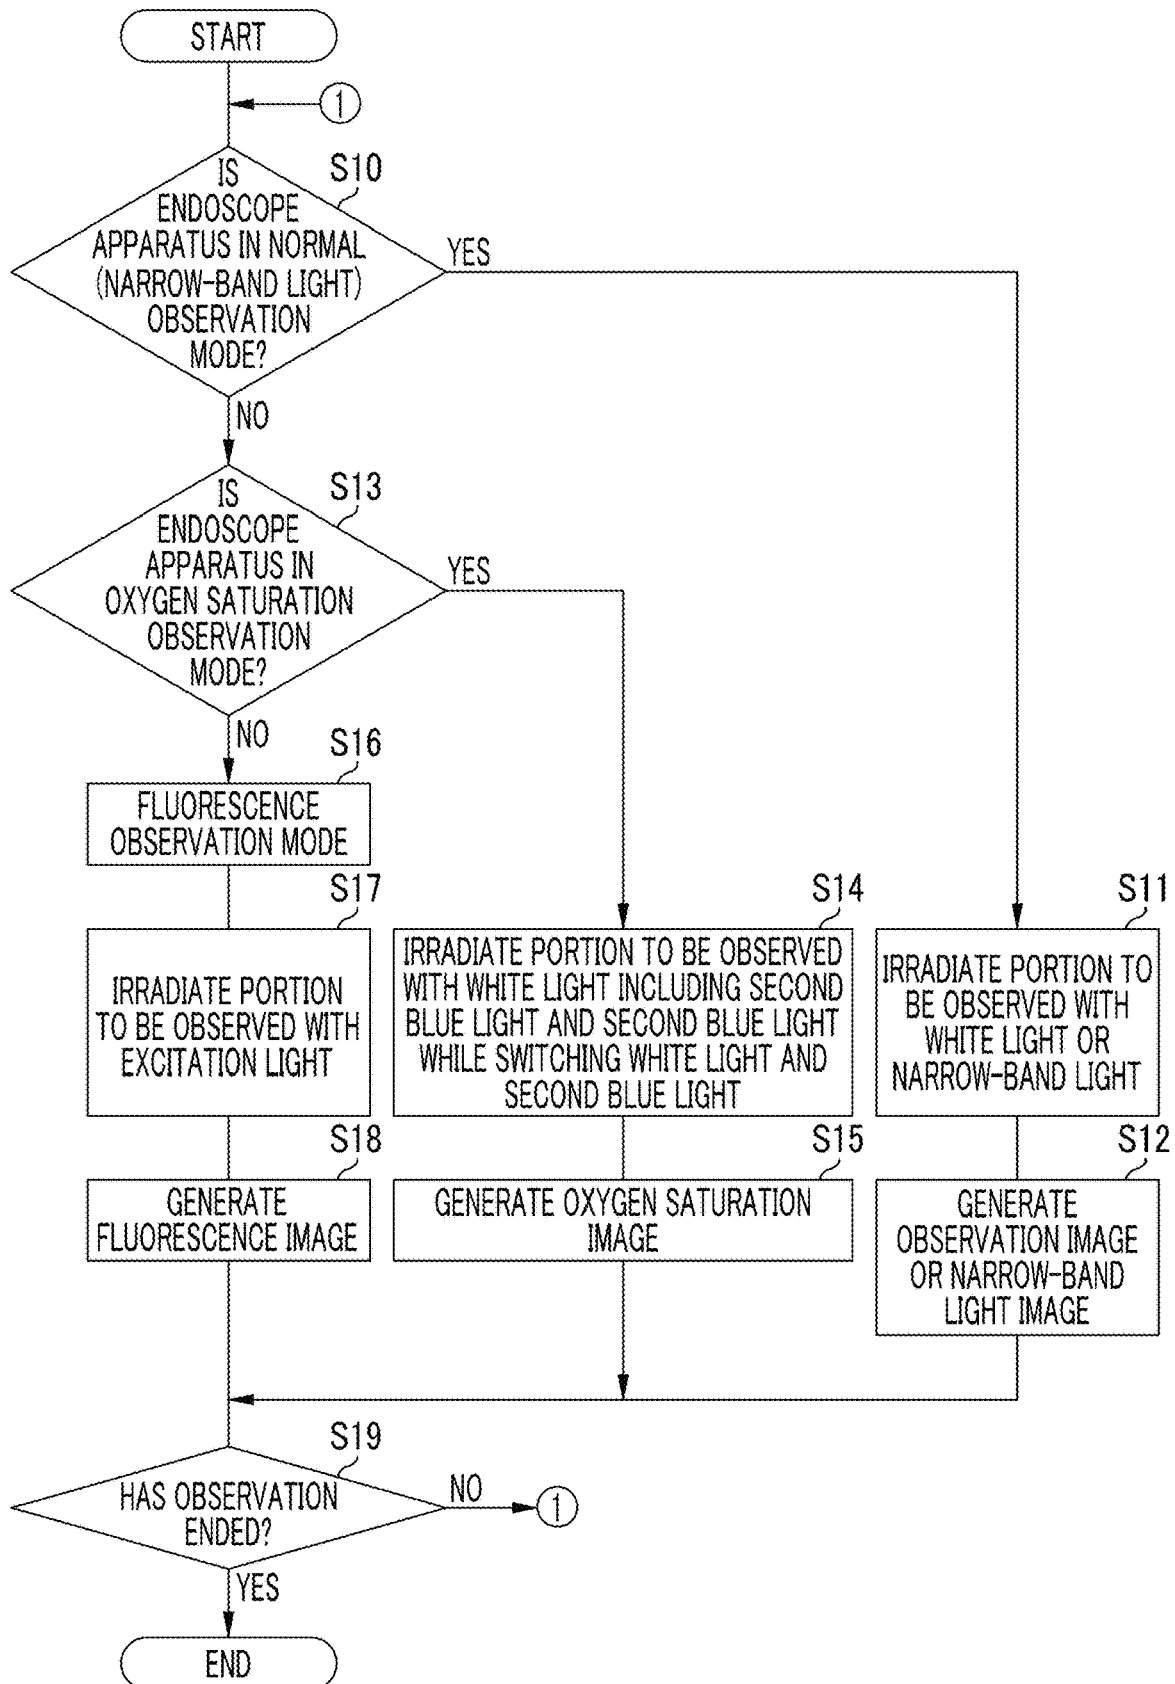 START
1
S10
IS
ENDOSCOPE
APPARATUS IN NORMAL
(NARROW-BAND LIGHT)
OBSERVATION
MODE?
YES
NO
S13
IS
ENDOSCOPE
APPARATUS IN
OXYGEN SATURATION
OBSERVATION
MODE?
YES
NO
S16
FLUORESCENCE
OBSERVATION MODE
S17
IRRADIATE PORTION
TO BE OBSERVED WITH
EXCITATION LIGHT
S14
IRRADIATE PORTION TO BE OBSERVED
WITH WHITE LIGHT INCLUDING SECOND
BLUE LIGHT AND SECOND BLUE LIGHT
WHILE SWITCHING WHITE LIGHT AND
SECOND BLUE LIGHT
S11
IRRADIATE PORTION TO
BE OBSERVED WITH
WHITE LIGHT OR
NARROW-BAND LIGHT
S18
GENERATE
FLUORESCENCE IMAGE
S15
GENERATE OXYGEN SATURATION
IMAGE
S12
GENERATE
OBSERVATION IMAGE
OR NARROW-BAND
LIGHT IMAGE
S19
HAS OBSERVATION
ENDED?
NO
1
YES
END